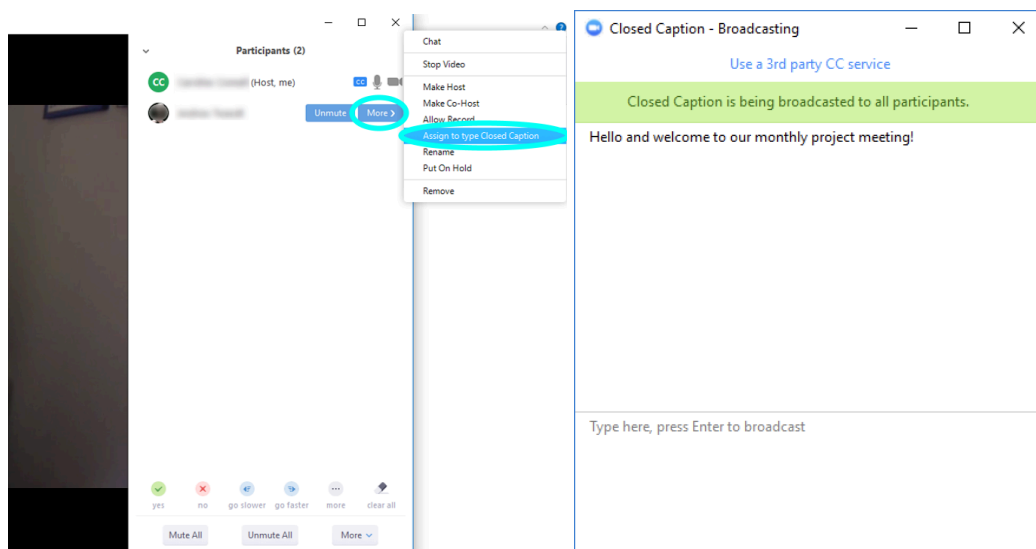 Participants (2)
CC
(Host, me)
CC
Unmute
More
Chat
Stop Video
Make Host
Make Co-Host
Allow Record
Assign to type Closed Caption
Rename
Put On Hold
Remove
yes
no
go slower
go faster
more
clear all
Mute All
Unmute All
More
Closed Caption - Broadcasting
Use a 3rd party CC service
Closed Caption is being broadcasted to all participants.
Hello and welcome to our monthly project meeting!
Type here, press Enter to broadcast